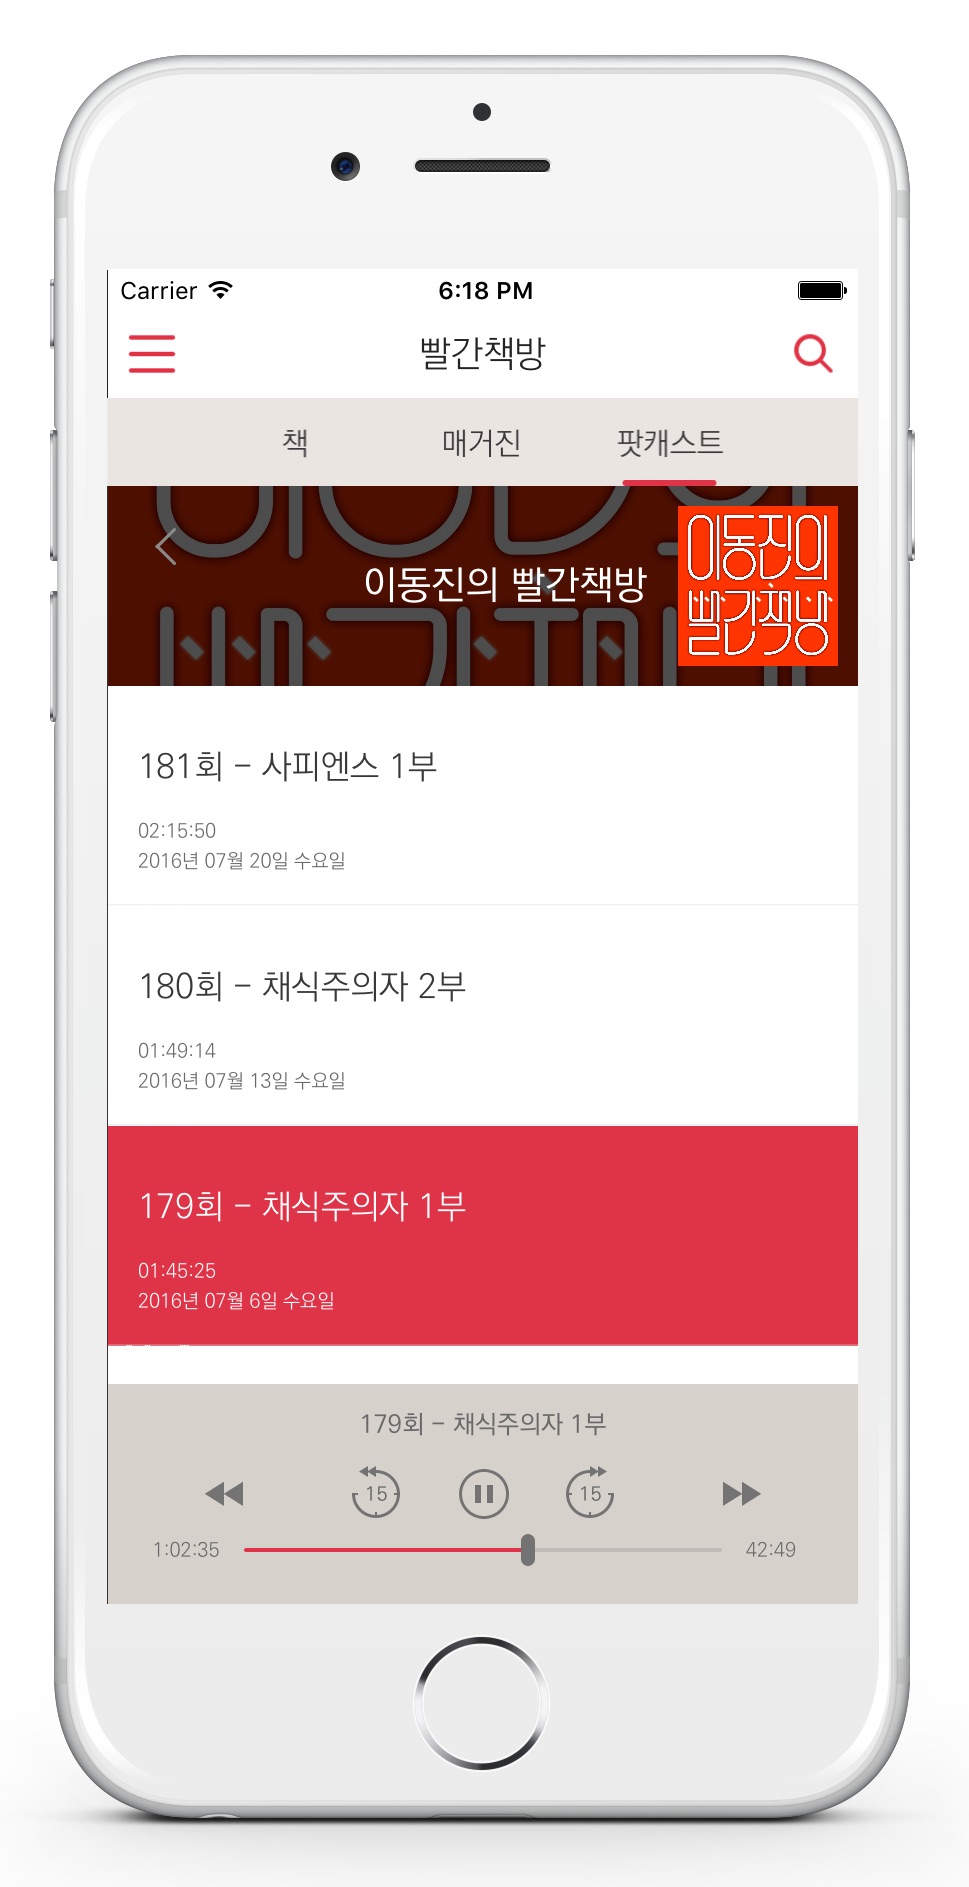 Carrier 6:18 PM
빨간책방
책 매거진 팟캐스트
이동진의 빨간책방
이동진의
빨간책방
181회 - 사피엔스 1부
02:15:50
2016년 07월 20일 수요일
180회 - 채식주의자 2부
01:49:14
2016년 07월 13일 수요일
179회 - 채식주의자 1부
01:45:25
2016년 07월 6일 수요일
179회 - 채식주의자 1부
15 15
1:02:35 42:49